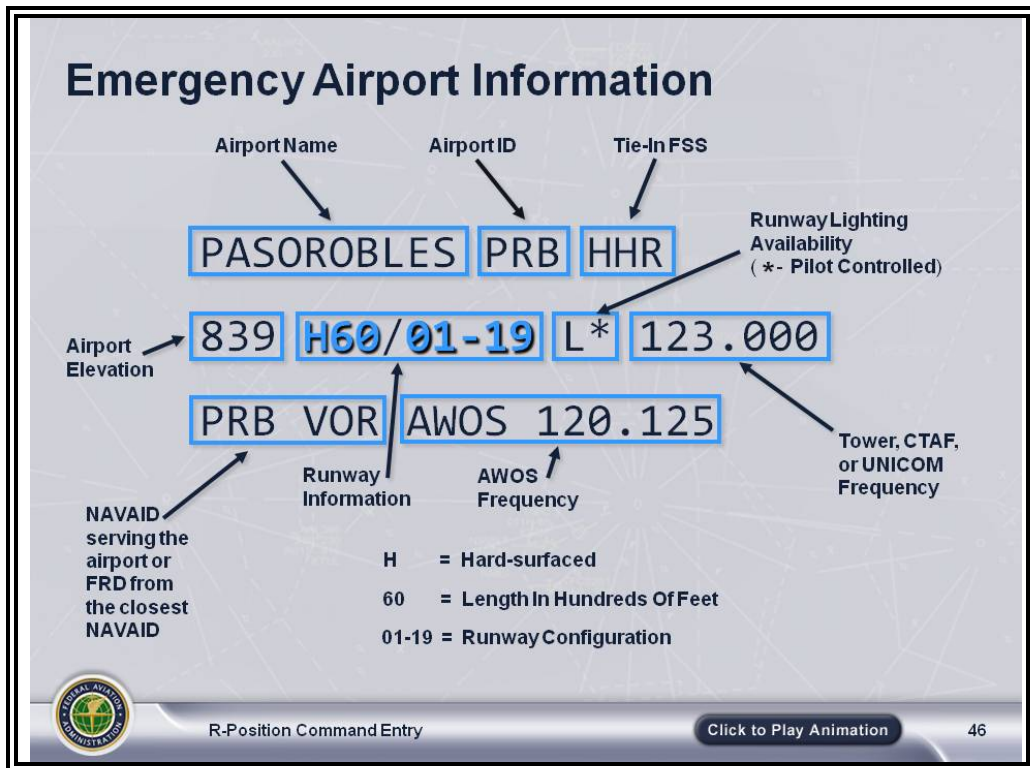 Emergency Airport Information
Airport Name
Airport ID
Tie-In FSS
Runway Lighting
Availability
( *- Pilot Controlled)
PASOROBLES PRB HHR
Airport
Elevation
839 H60/01-19 L* 123.000
PRB VOR AWOS 120.125
Runway
Information
AWOS
Frequency
Tower, CTAF,
or UNICOM
Frequency
NAVAID
serving the
airport or
FRD from
the closest
NAVAID
H = Hard-surfaced
60 = Length In Hundreds Of Feet
01-19 = Runway Configuration
FEDERAL AVIATION
ADMINISTRATION
R-Position Command Entry
Click to Play Animation
46